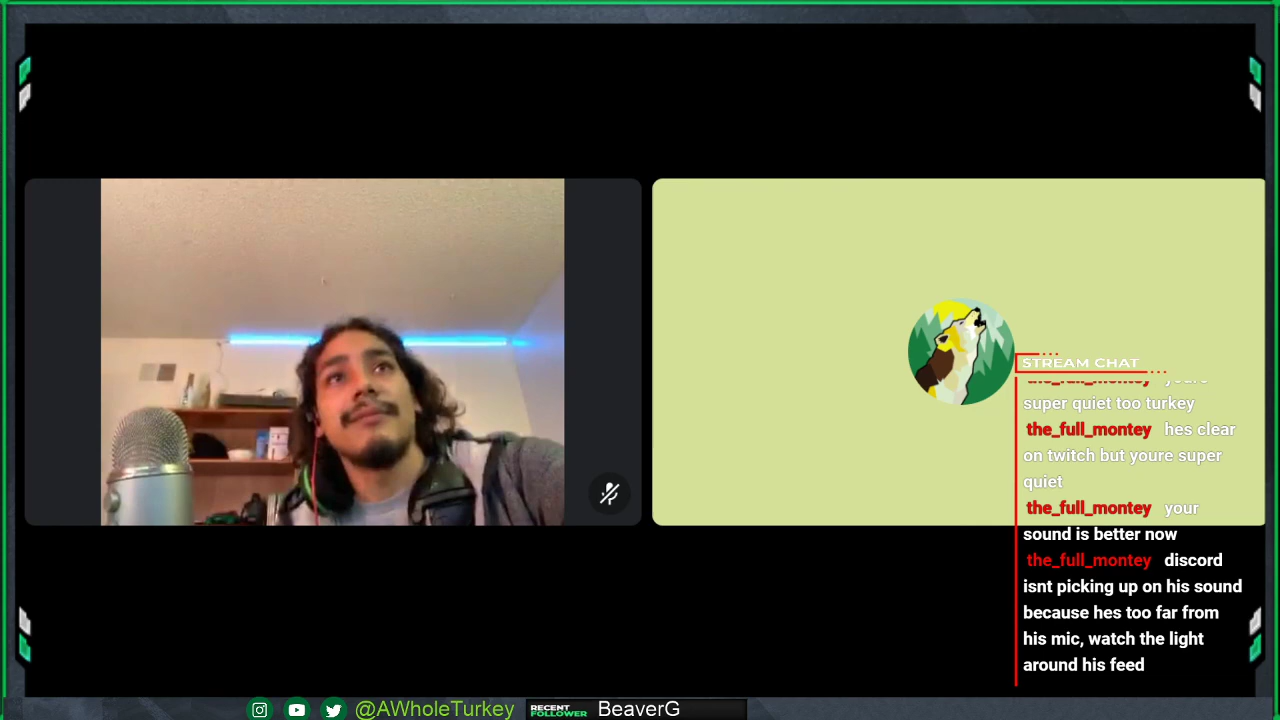 STREAM CHAT
the_full_montey youre
super quiet too turkey
the_full_montey hes clear
on twitch but youre super
quiet
the_full_montey your
sound is better now
the_full_montey discord
isnt picking up on his sound
because hes too far from
his mic, watch the light
around his feed
@AWholeTurkey
RECENT
FOLLOWER
BeaverG